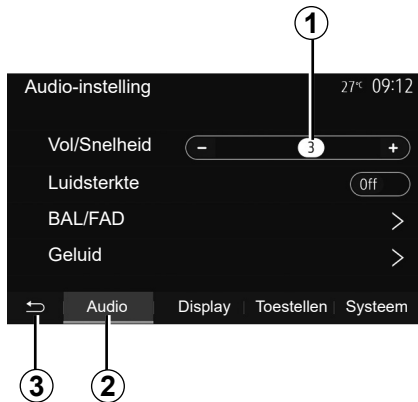 1
Audio-instelling 27°C 09:12
Vol/Snelheid - 3 +
Luidsterkte Off
BAL/FAD >
Geluid >
Audio Display Toestellen Systeem
3 2